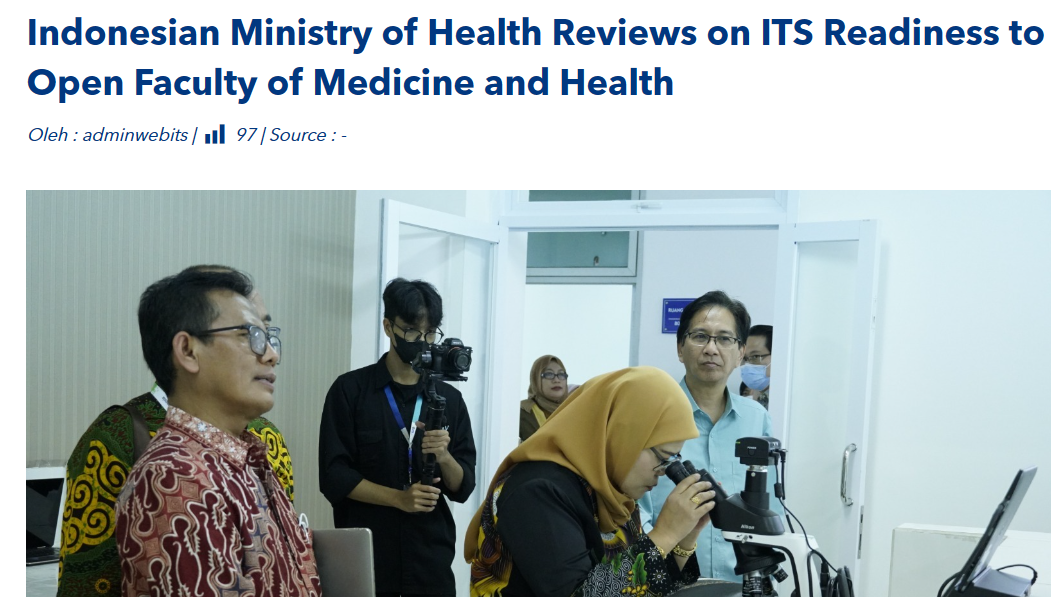 Indonesian Ministry of Health Reviews on ITS Readiness to
Open Faculty of Medicine and Health
Oleh : adminwebits | 97 | Source : -
Nikon